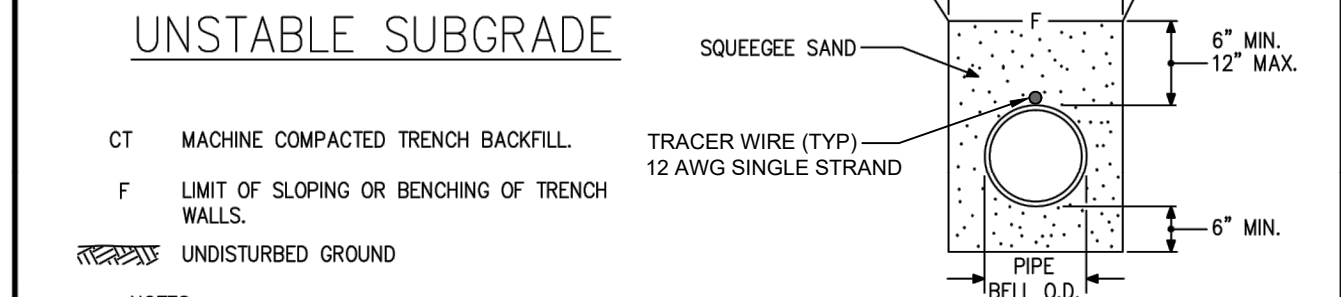 UNSTABLE SUBGRADE
CT MACHINE COMPACTED TRENCH BACKFILL.
F LIMIT OF SLOPING OR BENCHING OF TRENCH
WALLS.
UNDISTURBED GROUND
F
SQUEEGEE SAND
6" MIN.
12" MAX.
TRACER WIRE (TYP)
12 AWG SINGLE STRAND
6" MIN.
PIPE
BELL O.D.